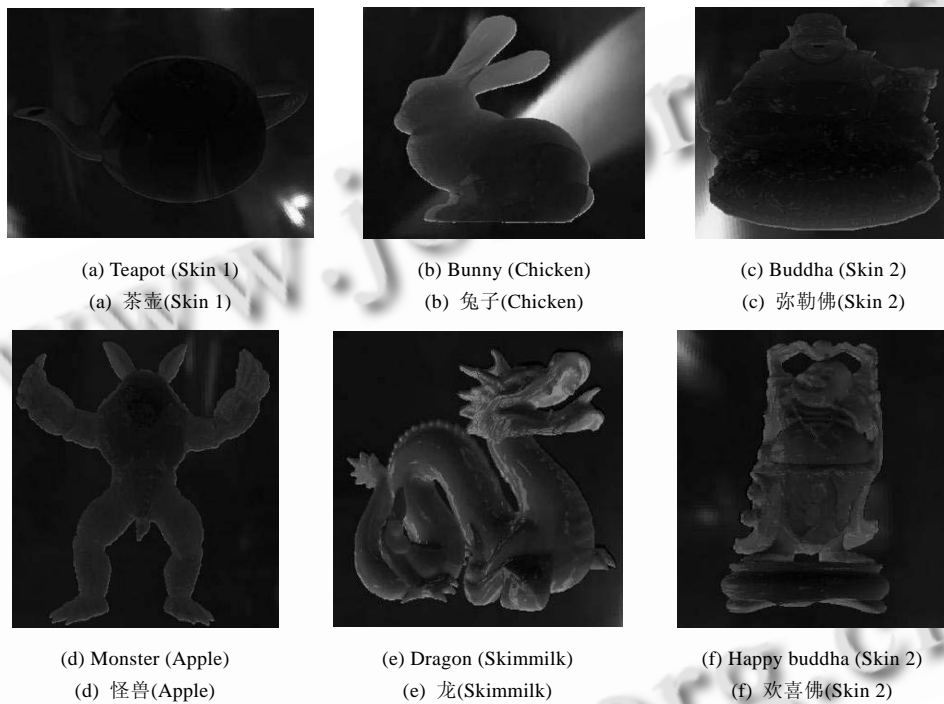 (a) Teapot (Skin 1)
(b) Bunny (Chicken)
(c) Buddha (Skin 2)
(a) 茶壶(Skin 1)
(b) 兔子(Chicken)
(c) 弥勒佛(Skin 2)
(d) Monster (Apple)
(e) Dragon (Skimmilk)
(f) Happy buddha (Skin 2)
(d) 怪兽(Apple)
(e) 龙(Skimmilk)
(f) 欢喜佛(Skin 2)